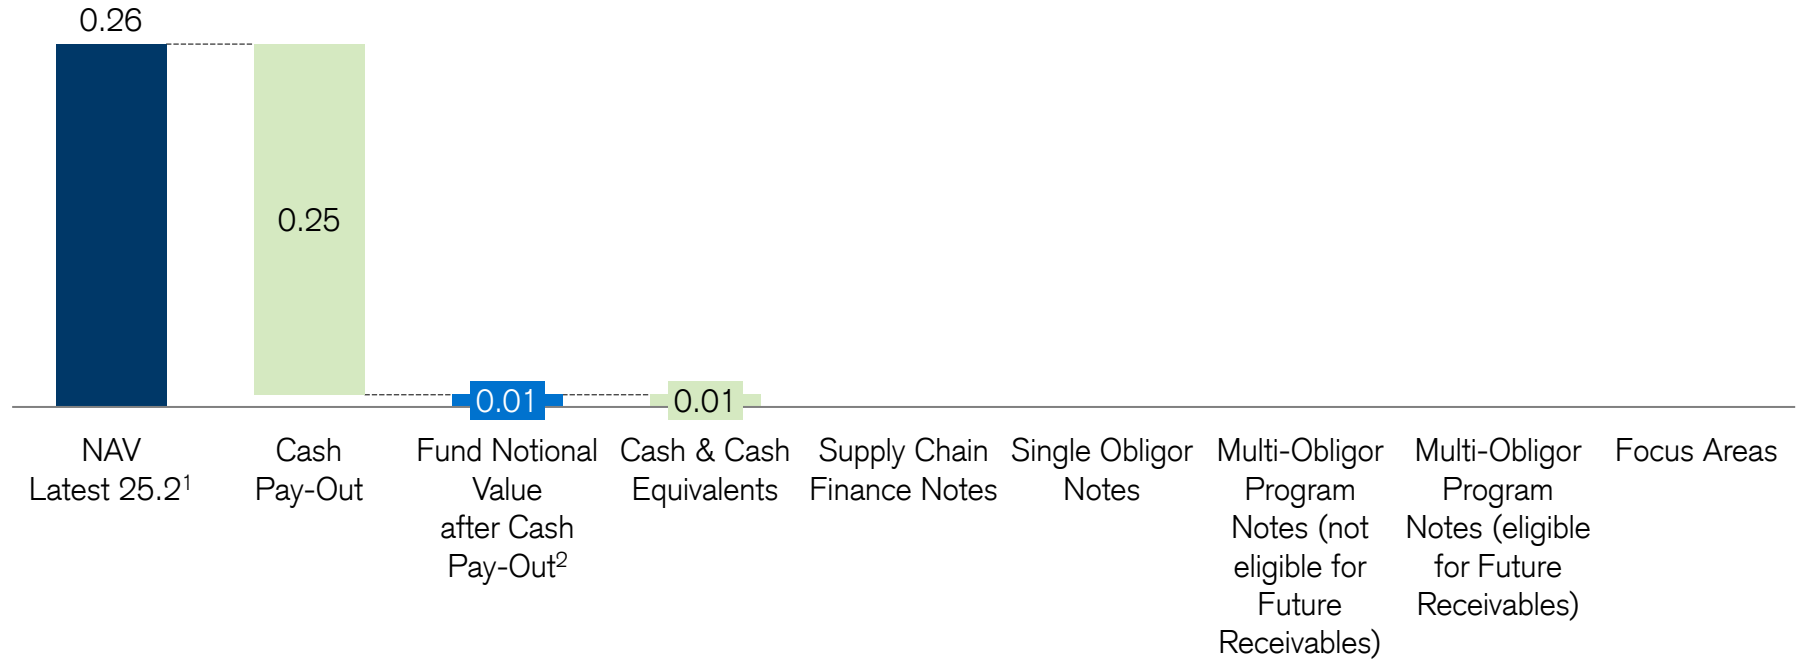 0.26
0.25
0.01
0.01
NAV
Latest 25.2¹
Cash
Pay-Out
Fund Notional
Value
after Cash
Pay-Out²
Cash & Cash
Equivalents
Supply Chain
Finance Notes
Single Obligor
Notes
Multi-Obligor
Program
Notes (not
eligible for
Future
Receivables)
Multi-Obligor
Program
Notes (eligible
for Future
Receivables)
Focus Areas